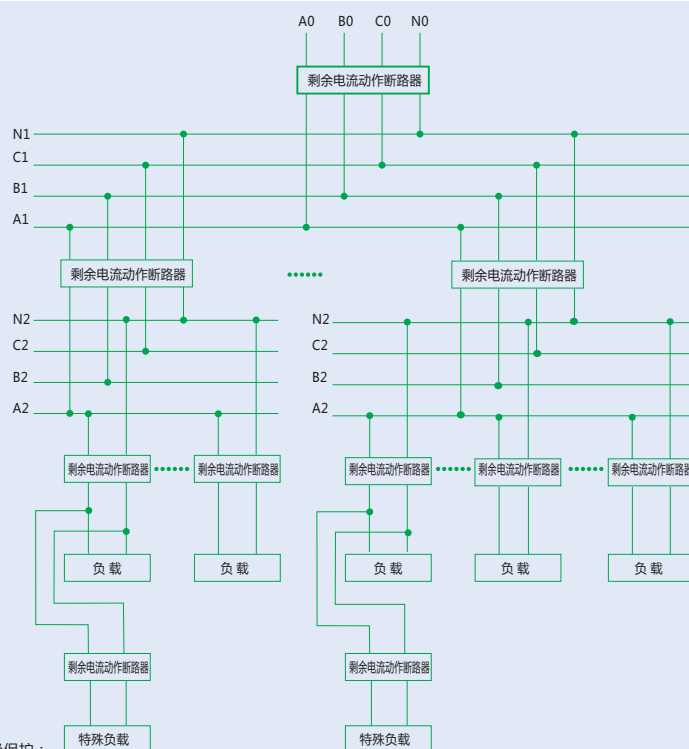 A0 B0 C0 N0
剩余电流动作断路器
N1
C1
B1
A1
剩余电流动作断路器
剩余电流动作断路器
N2
C2
B2
A2
N2
C2
B2
A2
剩余电流动作断路器
剩余电流动作断路器
剩余电流动作断路器
剩余电流动作断路器
剩余电流动作断路器
负载
负载
负载
负载
负载
剩余电流动作断路器
剩余电流动作断路器
特殊负载
特殊负载
保护：